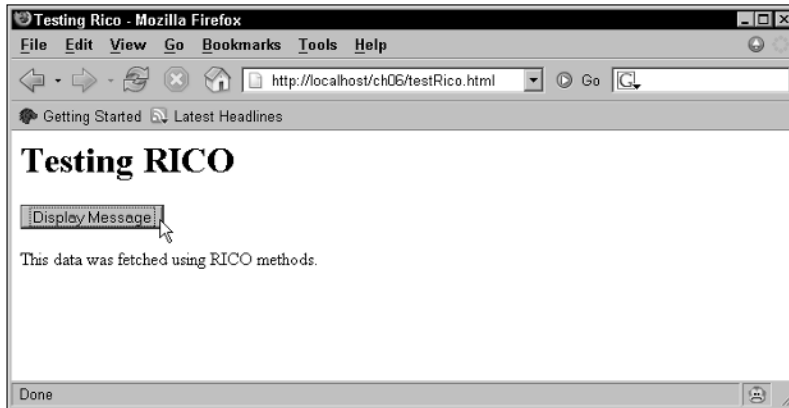 Testing Rico - Mozilla Firefox
File Edit View Go Bookmarks Tools Help
http://localhost/ch06/testRico.html Go G
Getting Started Latest Headlines
Testing RICO
Display Message
This data was fetched using RICO methods.
Done